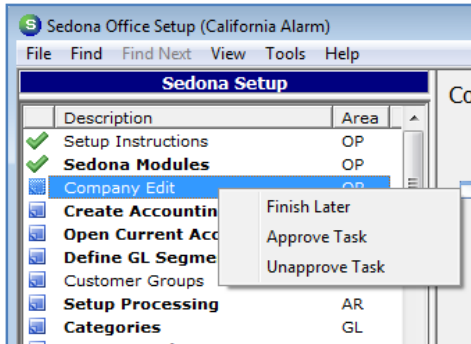 S Sedona Office Setup (California Alarm)
File Find Find Next View Tools Help
Sedona Setup
Co
Description Area
Setup Instructions OP
Sedona Modules OP
Company Edit OP
Create Accountin
Open Current Acc
Define GL Segme
Customer Groups
Setup Processing AR
Categories GL
Finish Later
Approve Task
Unapprove Task